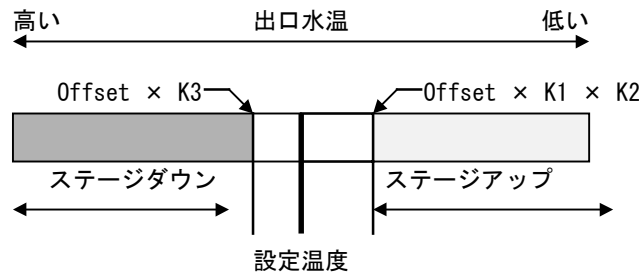 高い 出口水温 低い
Offset × K3 Offset × K1 × K2
ステージダウン ステージアップ
設定温度